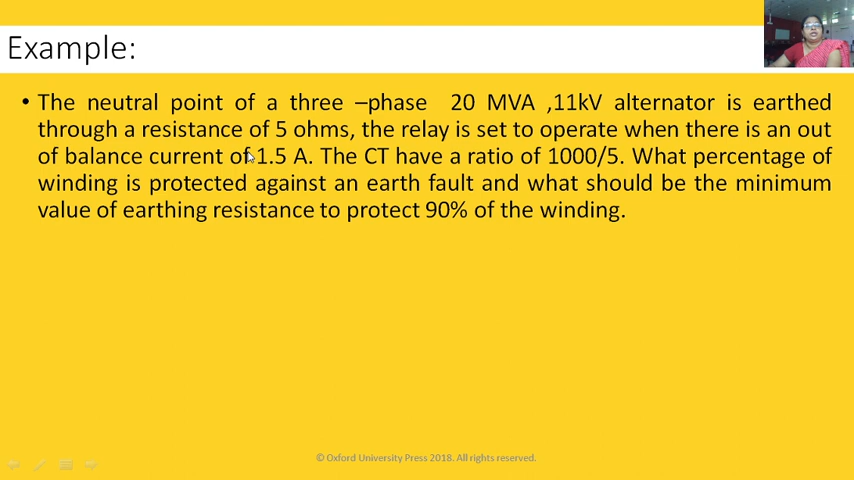 Example:
• The neutral point of a three –phase 20 MVA ,11kV alternator is earthed
through a resistance of 5 ohms, the relay is set to operate when there is an out
of balance current of 1.5 A. The CT have a ratio of 1000/5. What percentage of
winding is protected against an earth fault and what should be the minimum
value of earthing resistance to protect 90% of the winding.
© Oxford University Press 2018. All rights reserved.